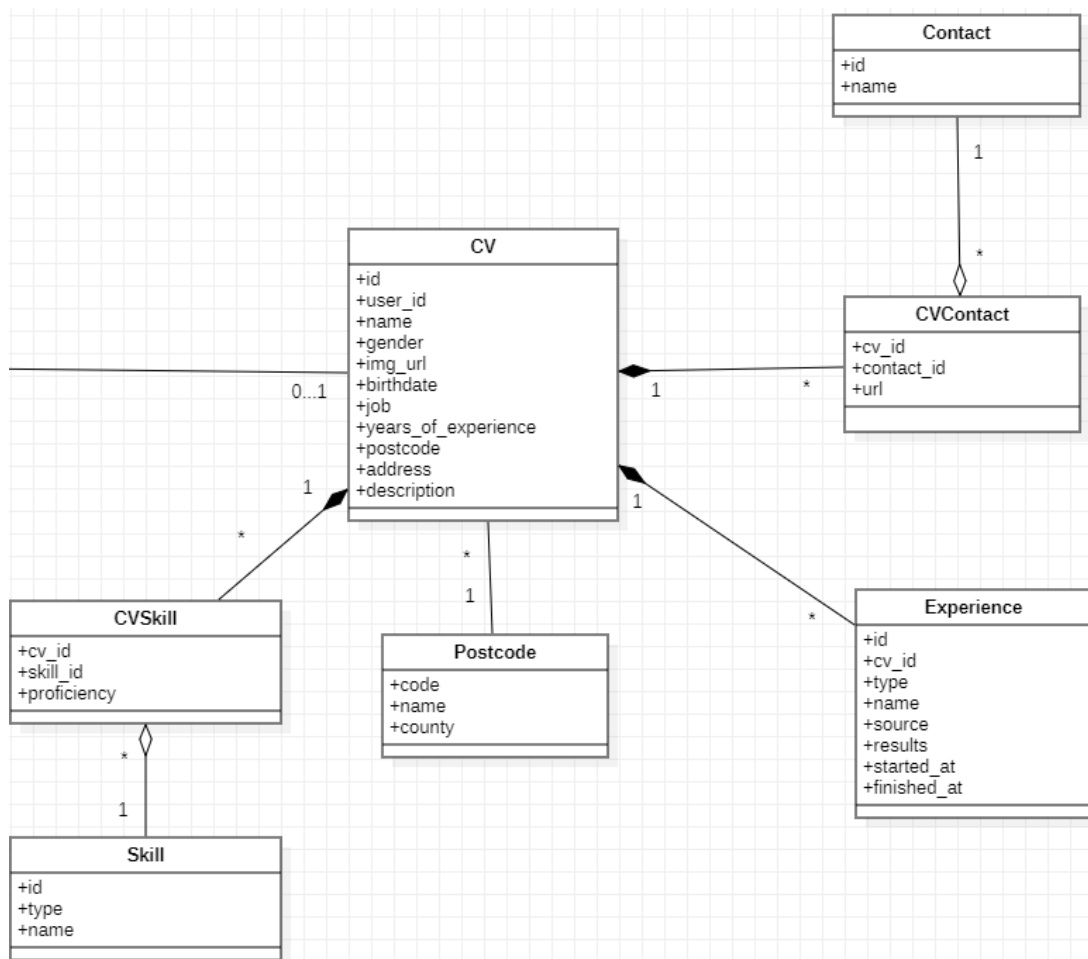 Contact
+id
+name
1
*
CVContact
+cv_id
+contact_id
+url
CV
+id
+user_id
+name
+gender
+img_url
+birthdate
+job
+years_of_experience
+postcode
+address
+description
0...1
1
*
1
*
1
*
*
1
CVSkill
+cv_id
+skill_id
+proficiency
*
1
Skill
+id
+type
+name
Postcode
+code
+name
+county
Experience
+id
+cv_id
+type
+name
+source
+results
+started_at
+finished_at